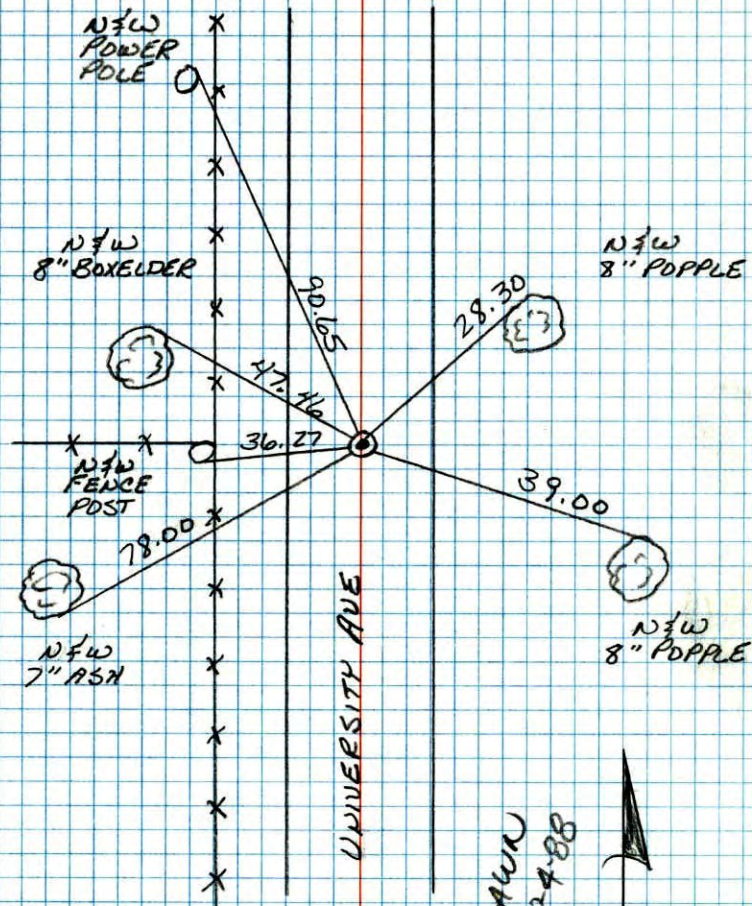 N&W
POWER
POLE
N&W
8" BOXELDER
N&W
8" POPPLE
90.65
28.30
47.46
36.27
N&W
FENCE
POST
39.00
78.00
N&W
7" ASH
N&W
8" POPPLE
UNIVERSITY AVE